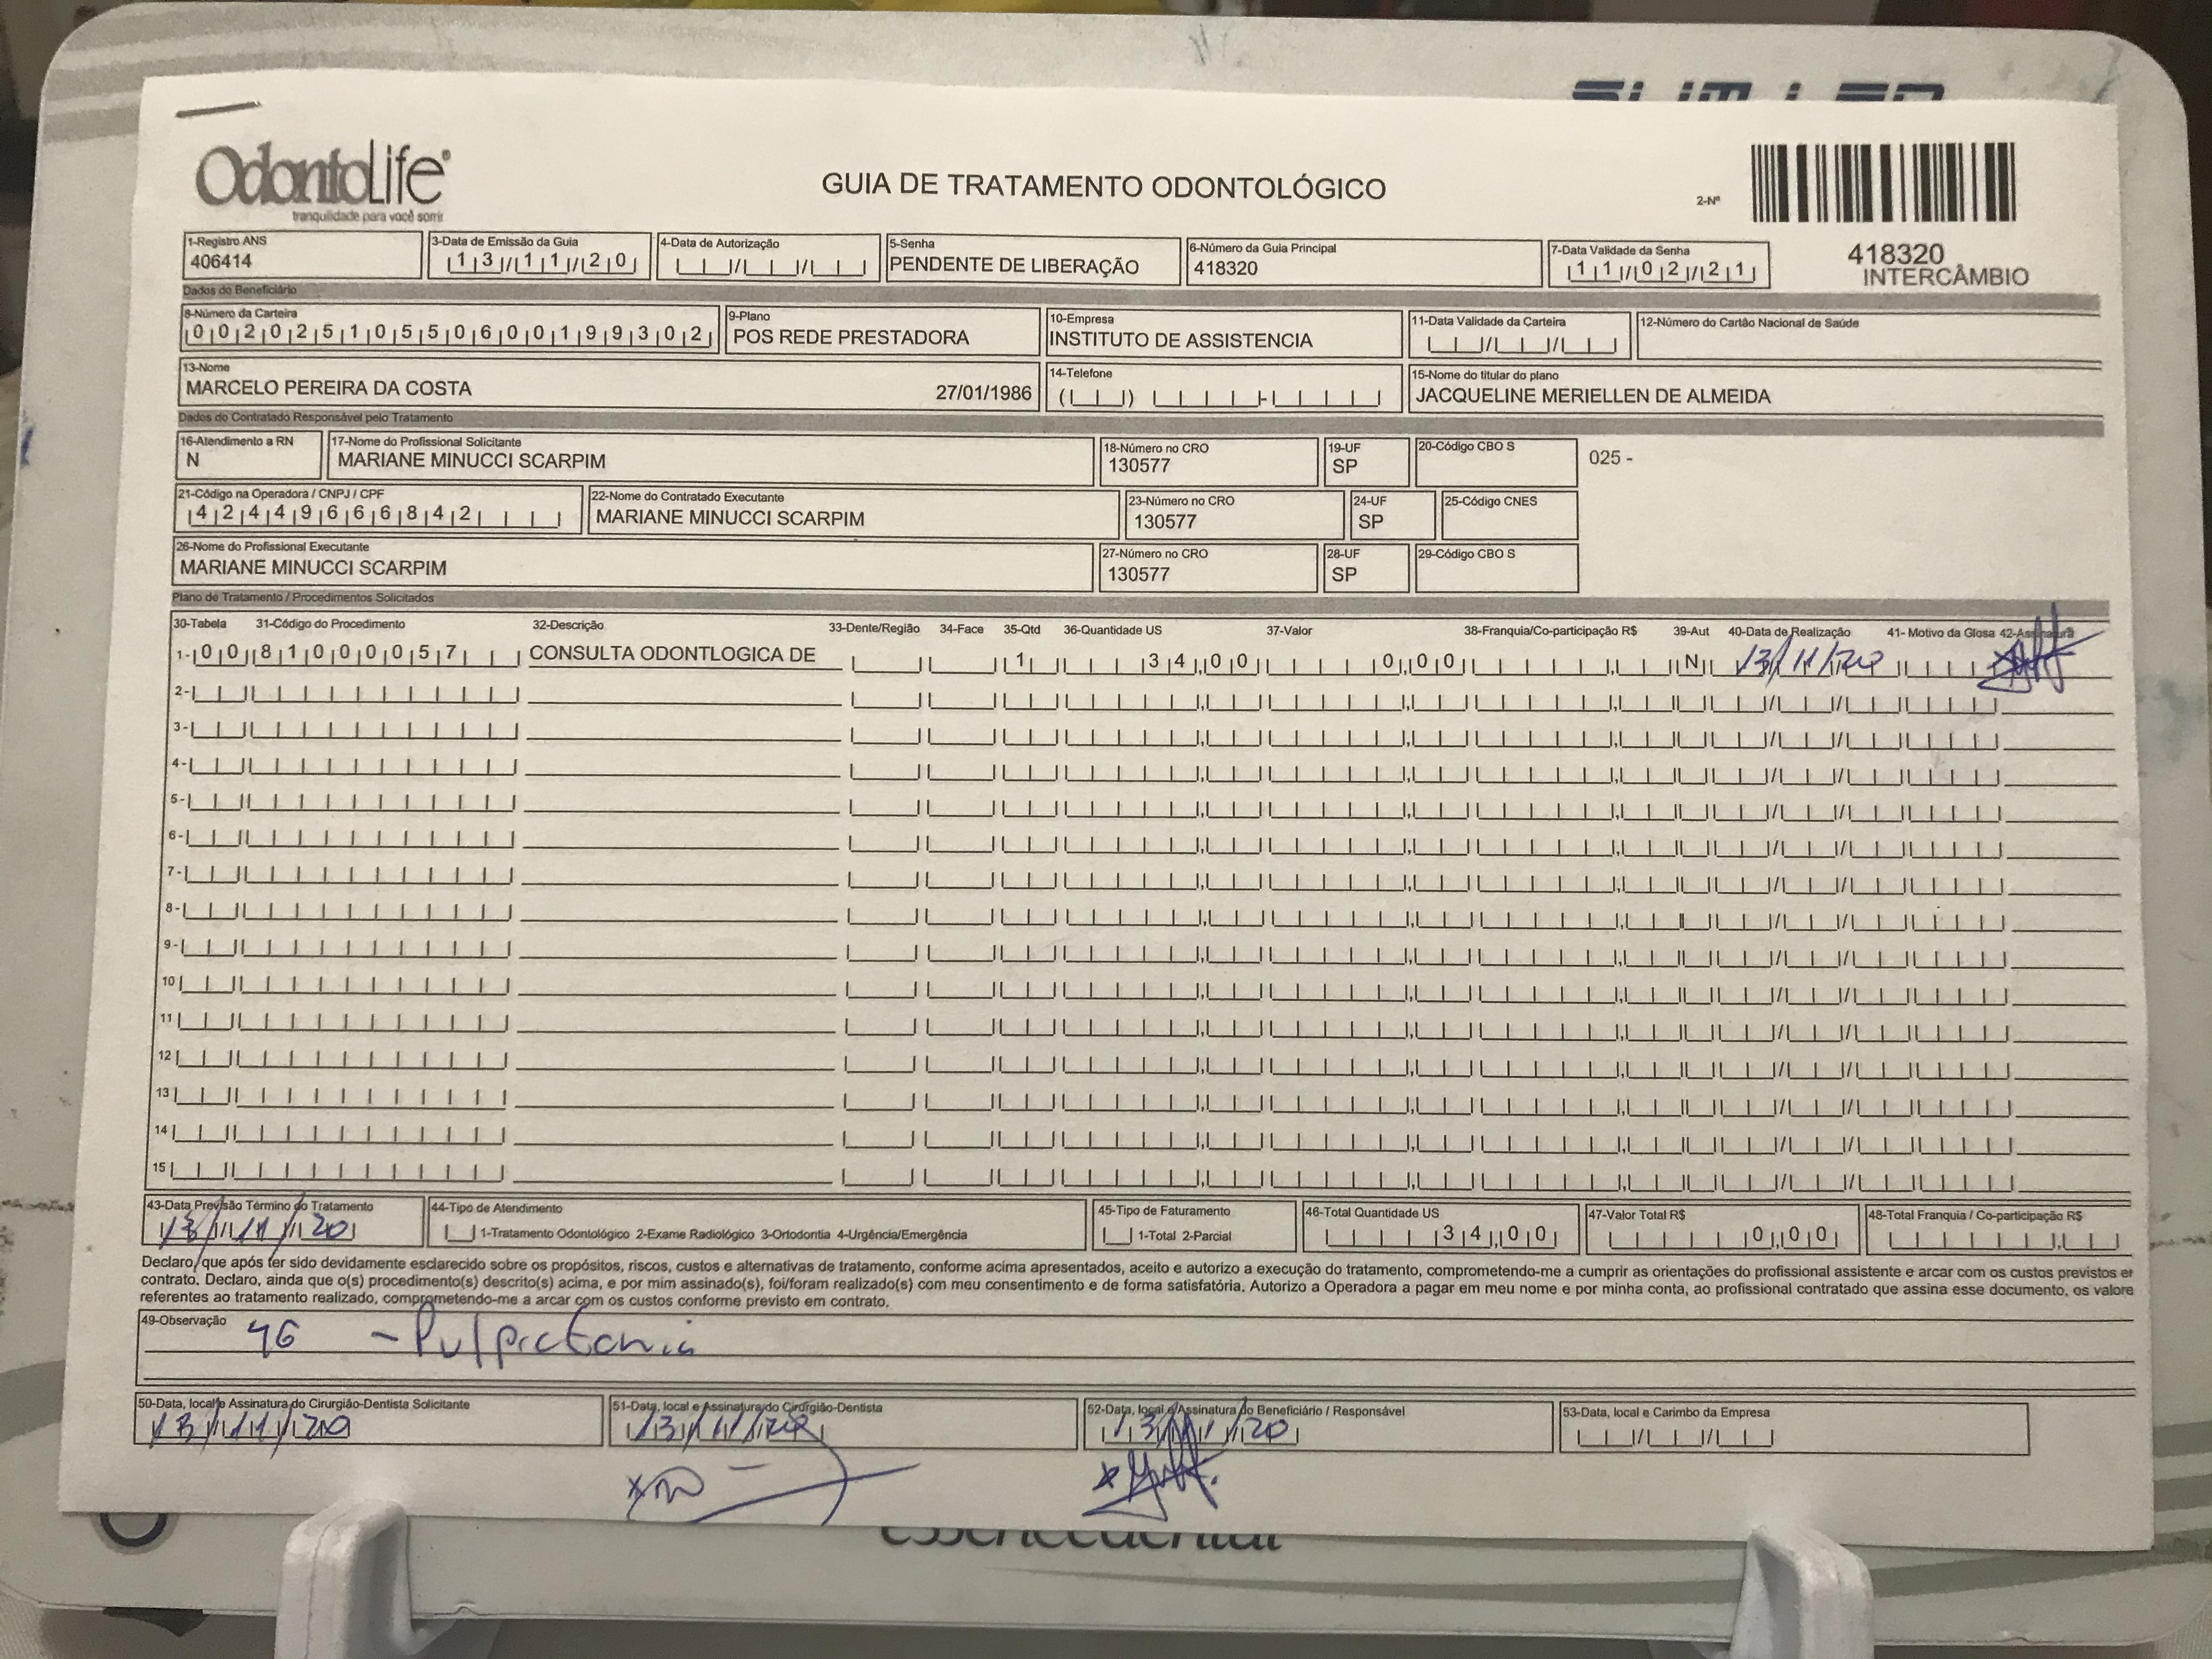 SLIM LED
OdontoLife®
tranquilidade para você sorrir
GUIA DE TRATAMENTO ODONTOLÓGICO
2-Nº
418320
INTERCÂMBIO
1-Registro ANS
406414
3-Data de Emissão da Guia
13/11/20
4-Data de Autorização
5-Senha
PENDENTE DE LIBERAÇÃO
6-Número da Guia Principal
418320
7-Data Validade da Senha
11/02/21
Dados do Beneficiário
8-Número da Carteira
00202510550600199302
9-Plano
POS REDE PRESTADORA
10-Empresa
INSTITUTO DE ASSISTENCIA
11-Data Validade da Carteira
12-Número do Cartão Nacional de Saúde
13-Nome
MARCELO PEREIRA DA COSTA 27/01/1986
14-Telefone
15-Nome do titular do plano
JACQUELINE MERIELLEN DE ALMEIDA
Dados do Contratado Responsável pelo Tratamento
16-Atendimento a RN
N
17-Nome do Profissional Solicitante
MARIANE MINUCCI SCARPIM
18-Número no CRO
130577
19-UF
SP
20-Código CBO S
025 -
21-Código na Operadora / CNPJ / CPF
42449666842
22-Nome do Contratado Executante
MARIANE MINUCCI SCARPIM
23-Número no CRO
130577
24-UF
SP
25-Código CNES
26-Nome do Profissional Executante
MARIANE MINUCCI SCARPIM
27-Número no CRO
130577
28-UF
SP
29-Código CBO S
Plano de Tratamento / Procedimentos Solicitados
30-Tabela 31-Código do Procedimento 32-Descrição 33-Dente/Região 34-Face 35-Qtd 36-Quantidade US 37-Valor 38-Franquia/Co-participação R$ 39-Aut 40-Data de Realização 41- Motivo da Glosa 42-Assinatura
1- 00 81000057 CONSULTA ODONTLOGICA DE 1 34,00 0,00 N 13/11/20
2-
3-
4-
5-
6-
7-
8-
9-
10
11
12
13
14
15
43-Data Previsão Término do Tratamento
13/11/20
44-Tipo de Atendimento
1-Tratamento Odontológico 2-Exame Radiológico 3-Ortodontia 4-Urgência/Emergência
45-Tipo de Faturamento
1-Total 2-Parcial
46-Total Quantidade US
34,00
47-Valor Total R$
0,00
48-Total Franquia / Co-participação R$
Declaro, que após ter sido devidamente esclarecido sobre os propósitos, riscos, custos e alternativas de tratamento, conforme acima apresentados, aceito e autorizo a execução do tratamento, comprometendo-me a cumprir as orientações do profissional assistente e arcar com os custos previstos er
contrato. Declaro, ainda que o(s) procedimento(s) descrito(s) acima, e por mim assinado(s), foi/foram realizado(s) com meu consentimento e de forma satisfatória. Autorizo a Operadora a pagar em meu nome e por minha conta, ao profissional contratado que assina esse documento, os valore
referentes ao tratamento realizado, comprometendo-me a arcar com os custos conforme previsto em contrato.
49-Observação
46 - Pulpectomia
50-Data, local e Assinatura do Cirurgião-Dentista Solicitante
13/11/20
51-Data, local e Assinatura do Cirurgião-Dentista
13/11/20
52-Data, local e Assinatura do Beneficiário / Responsável
13/11/20
53-Data, local e Carimbo da Empresa
essencedental